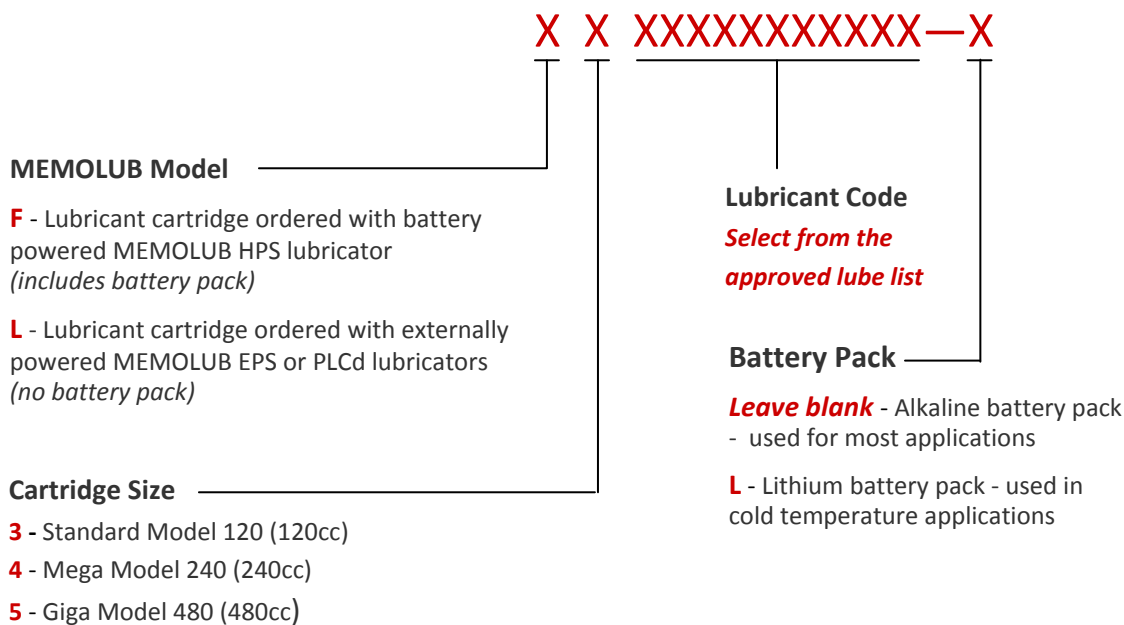 X X XXXXXXXXXXX—X
MEMOLUB Model
F - Lubricant cartridge ordered with battery
powered MEMOLUB HPS lubricator
(includes battery pack)
L - Lubricant cartridge ordered with externally
powered MEMOLUB EPS or PLCd lubricators
(no battery pack)
Cartridge Size
3 - Standard Model 120 (120cc)
4 - Mega Model 240 (240cc)
5 - Giga Model 480 (480cc)
Lubricant Code
Select from the
approved lube list
Battery Pack
Leave blank - Alkaline battery pack
- used for most applications
L - Lithium battery pack - used in
cold temperature applications